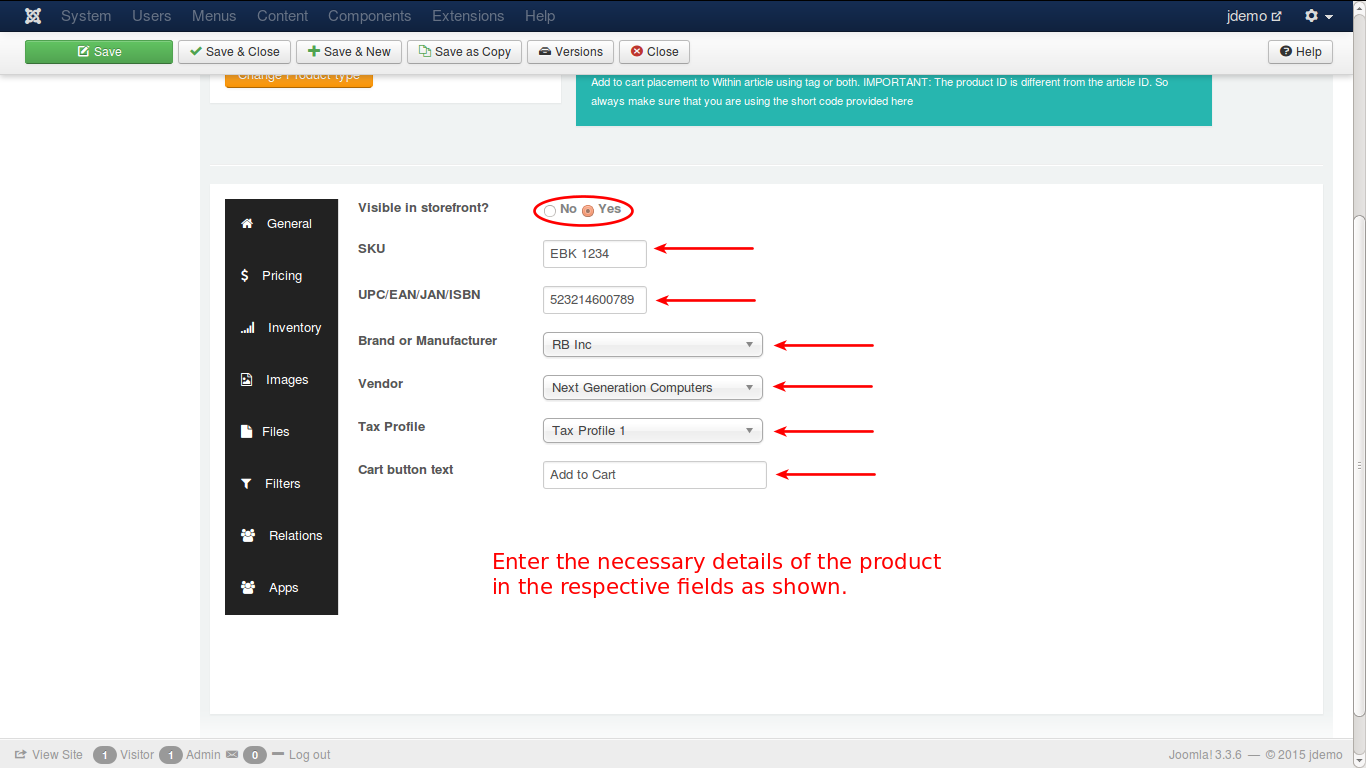 System Users Menus Content Components Extensions Help jdemo
Save Save & Close Save & New Save as Copy Versions Close Help
Change Product type
Add to cart placement to Within article using tag or both. IMPORTANT: The product ID is different from the article ID. So
always make sure that you are using the short code provided here
General
Pricing
Inventory
Images
Files
Filters
Relations
Apps
Visible in storefront? No Yes
SKU EBK 1234
UPC/EAN/JAN/ISBN 523214600789
Brand or Manufacturer RB Inc
Vendor Next Generation Computers
Tax Profile Tax Profile 1
Cart button text Add to Cart
Enter the necessary details of the product
in the respective fields as shown.
View Site 1 Visitor 1 Admin 0 Log out Joomla! 3.3.6 — © 2015 jdemo